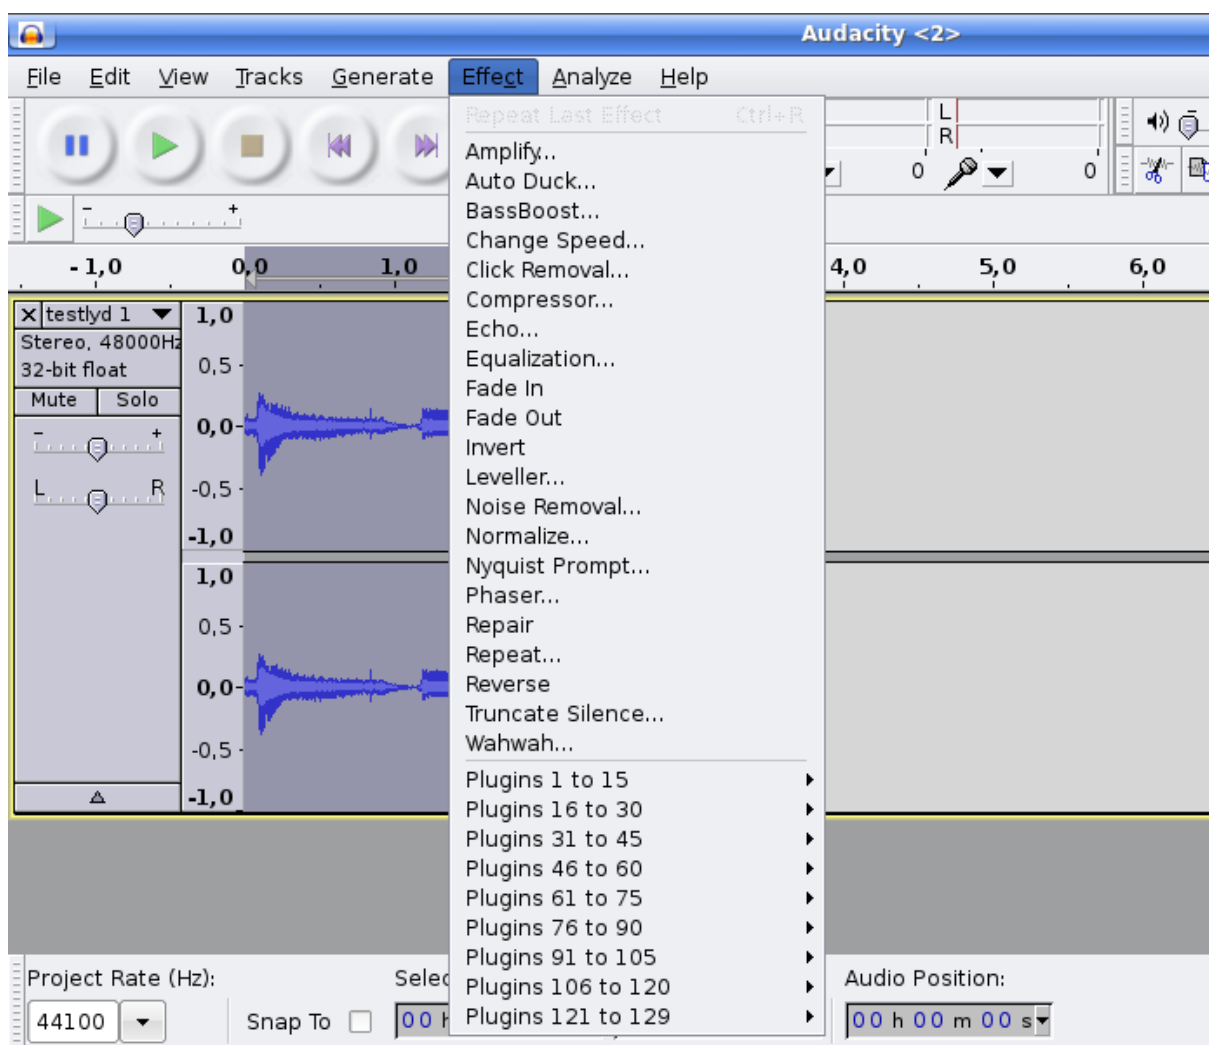 Audacity <2>
File Edit View Tracks Generate Effect Analyze Help
Repeat Last Effect Ctrl+R
Amplify...
Auto Duck...
BassBoost...
Change Speed...
Click Removal...
Compressor...
Echo...
Equalization...
Fade In
Fade Out
Invert
Leveller...
Noise Removal...
Normalize...
Nyquist Prompt...
Phaser...
Repair
Repeat...
Reverse
Truncate Silence...
Wahwah...
Plugins 1 to 15
Plugins 16 to 30
Plugins 31 to 45
Plugins 46 to 60
Plugins 61 to 75
Plugins 76 to 90
Plugins 91 to 105
Plugins 106 to 120
Plugins 121 to 129
L
R
0 0
- +
-1,0 0,0 1,0 4,0 5,0 6,0
X testlyd 1
Stereo, 48000Hz
32-bit float
Mute Solo
- +
L R
1,0
0,5
0,0
-0,5
-1,0
1,0
0,5
0,0
-0,5
-1,0
Project Rate (Hz):
44100
Snap To
Selec
00 h
Audio Position:
00 h 00 m 00 s